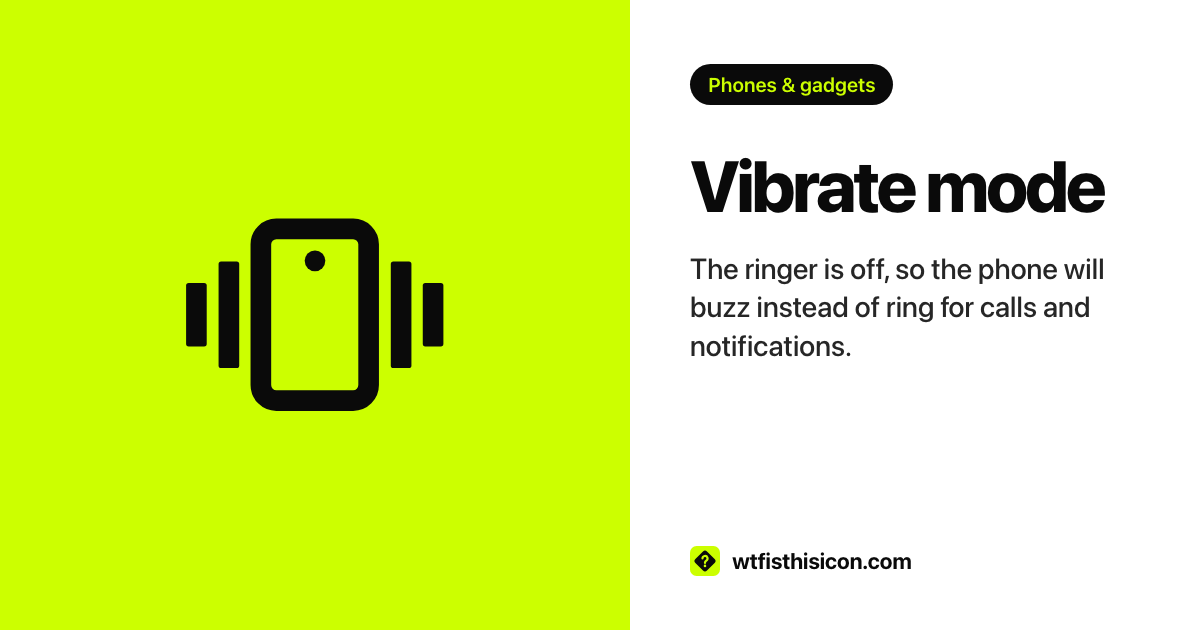 Phones & gadgets
Vibrate mode
The ringer is off, so the phone will
buzz instead of ring for calls and
notifications.
?
wtfisthisicon.com